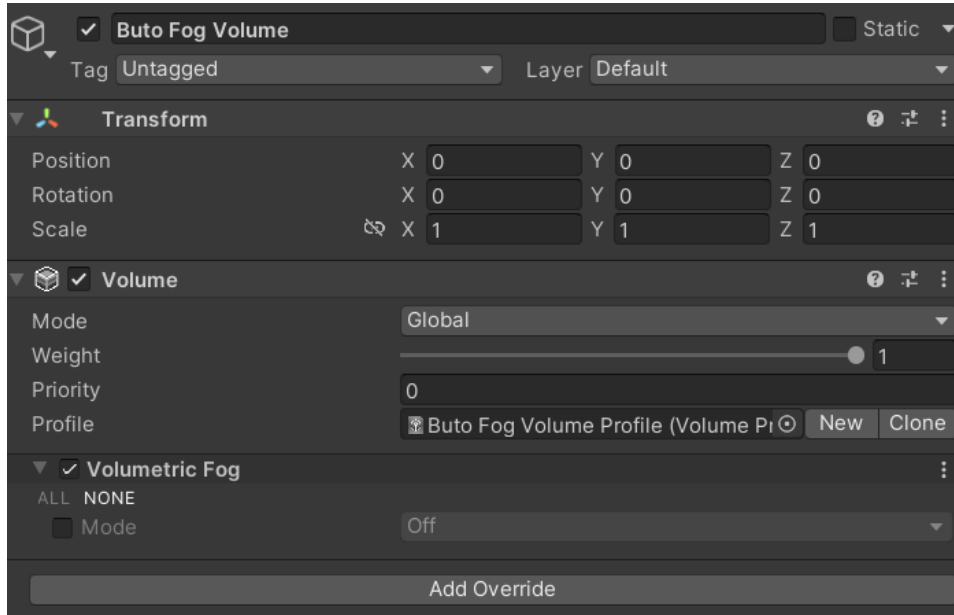 Buto Fog Volume Static
Tag Untagged Layer Default
Transform
Position X 0 Y 0 Z 0
Rotation X 0 Y 0 Z 0
Scale X 1 Y 1 Z 1
Volume
Mode Global
Weight 1
Priority 0
Profile Buto Fog Volume Profile (Volume Pr New Clone
Volumetric Fog
ALL NONE
Mode Off
Add Override